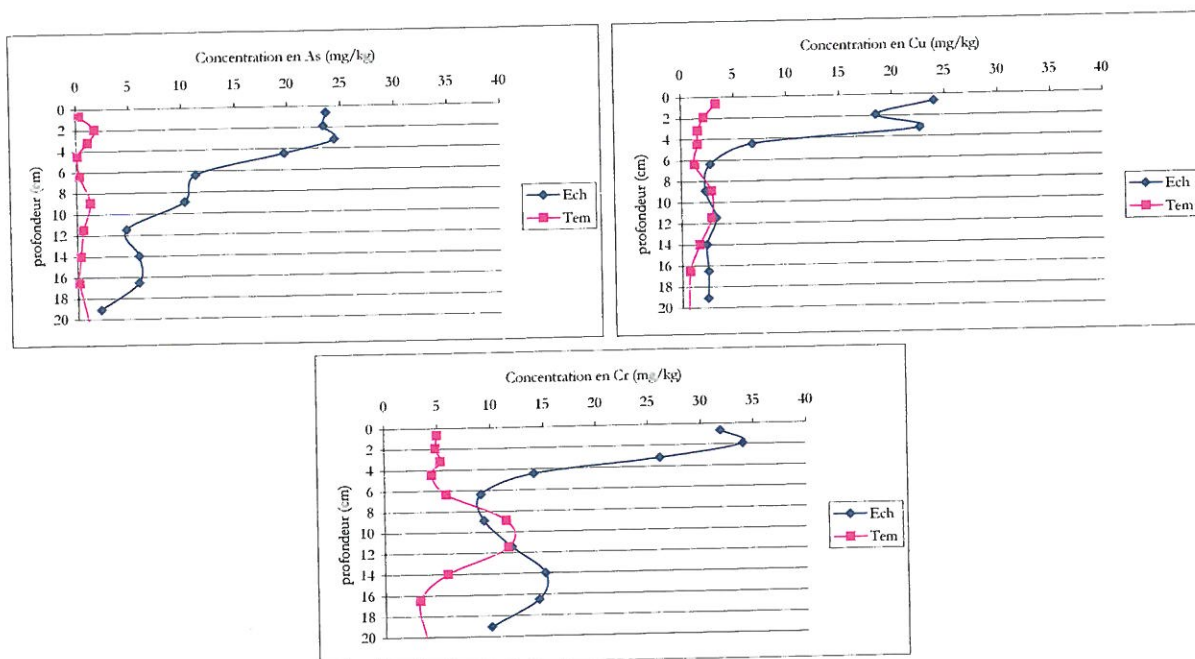 Concentration en As (mg/kg)
0 5 10 15 20 25 30 35 40
profondeur (cm)
0
2
4
6
8
10
12
14
16
18
20
Ech
Tem
Concentration en Cu (mg/kg)
0 5 10 15 20 25 30 35 40
profondeur (cm)
0
2
4
6
8
10
12
14
16
18
20
Ech
Tem
Concentration en Cr (mg/kg)
0 5 10 15 20 25 30 35 40
profondeur (cm)
0
2
4
6
8
10
12
14
16
18
20
Ech
Tem